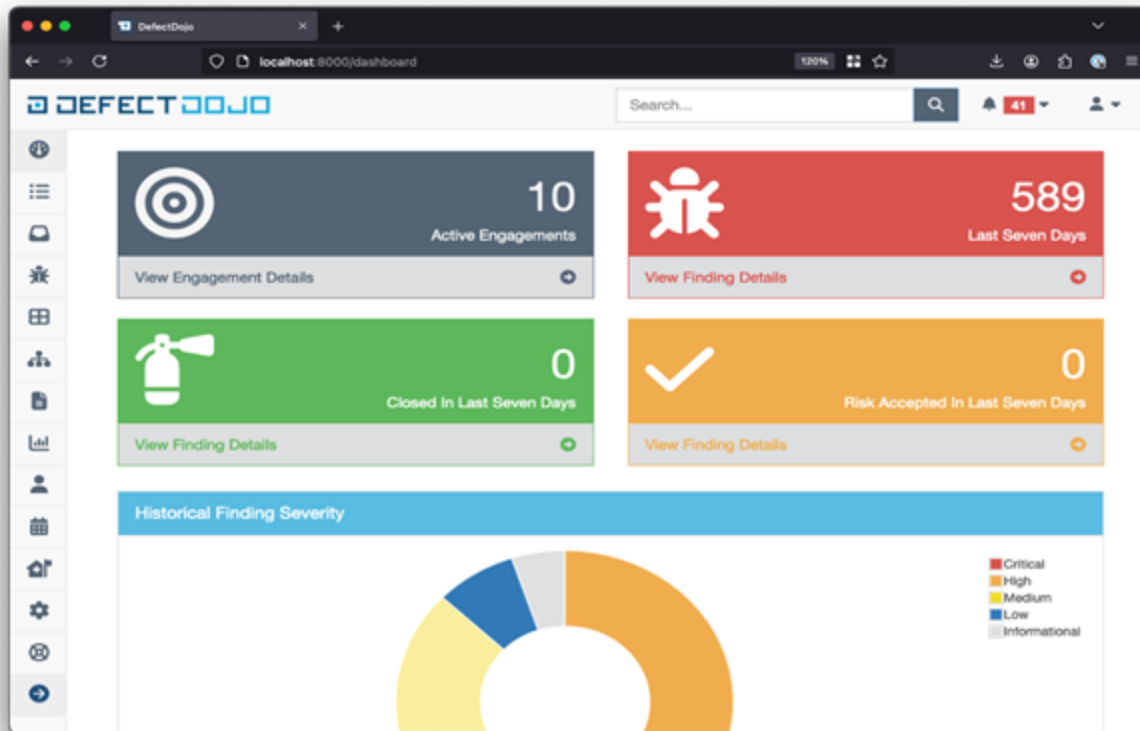 DefectDojo
localhost:8000/dashboard
120%
DEFECTDOJO
Search...
41
10
Active Engagements
View Engagement Details
589
Last Seven Days
View Finding Details
0
Closed In Last Seven Days
View Finding Details
0
Risk Accepted In Last Seven Days
View Finding Details
Historical Finding Severity
Critical
High
Medium
Low
Informational